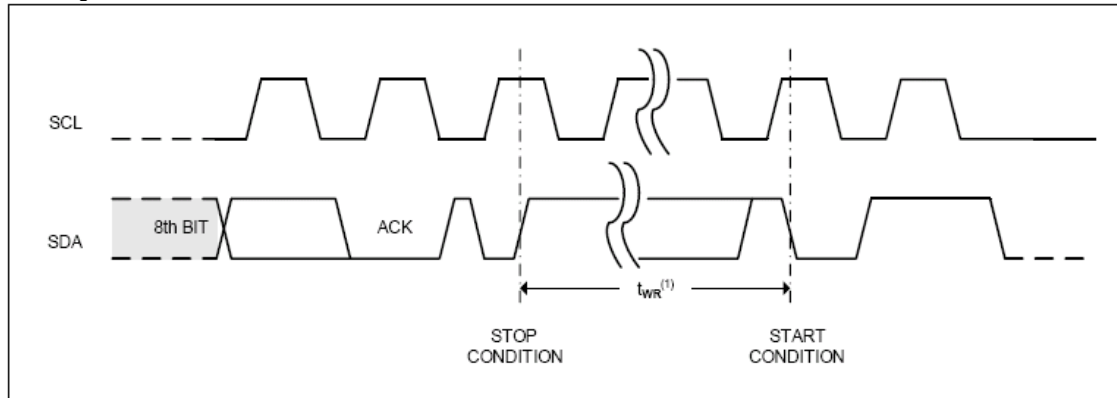 SCL
8th BIT
ACK
SDA
tWR(1)
STOP
CONDITION
START
CONDITION